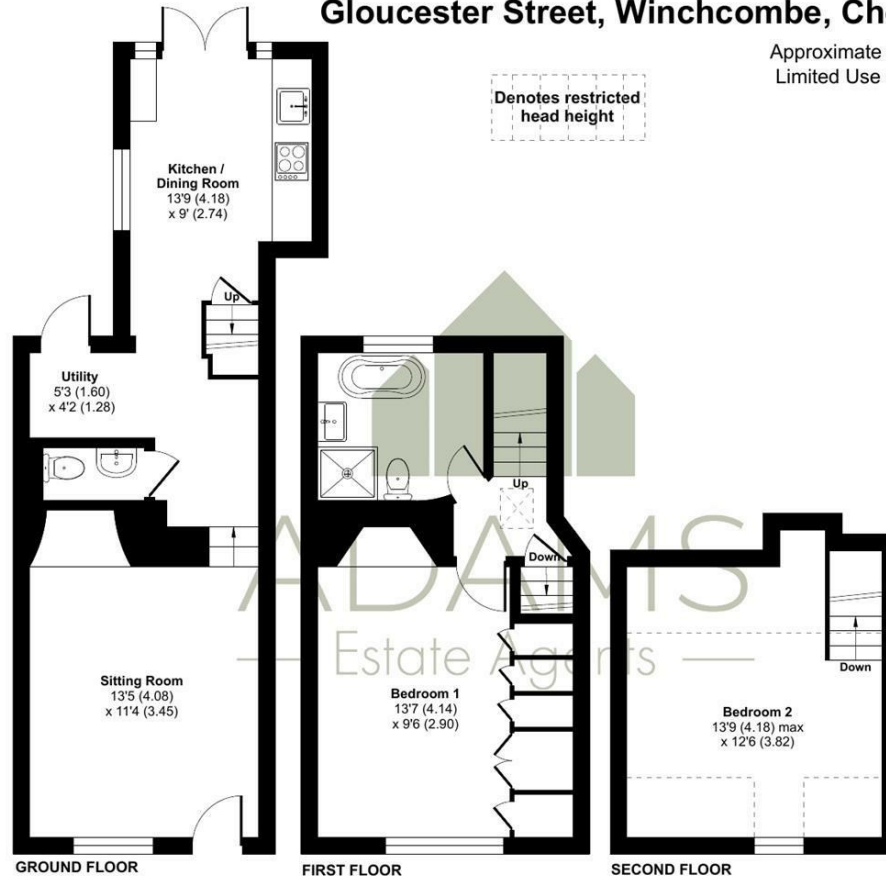 Gloucester Street, Winchcombe, Ch
Approximate
Limited Use
Denotes restricted
head height
Kitchen /
Dining Room
13'9 (4.18)
x 9' (2.74)
Up
Utility
5'3 (1.60)
x 4'2 (1.28)
Sitting Room
13'5 (4.08)
x 11'4 (3.45)
GROUND FLOOR
Up
Down
Bedroom 1
13'7 (4.14)
x 9'6 (2.90)
FIRST FLOOR
Down
Bedroom 2
13'9 (4.18) max
x 12'6 (3.82)
SECOND FLOOR
ADAMS
Estate Agents